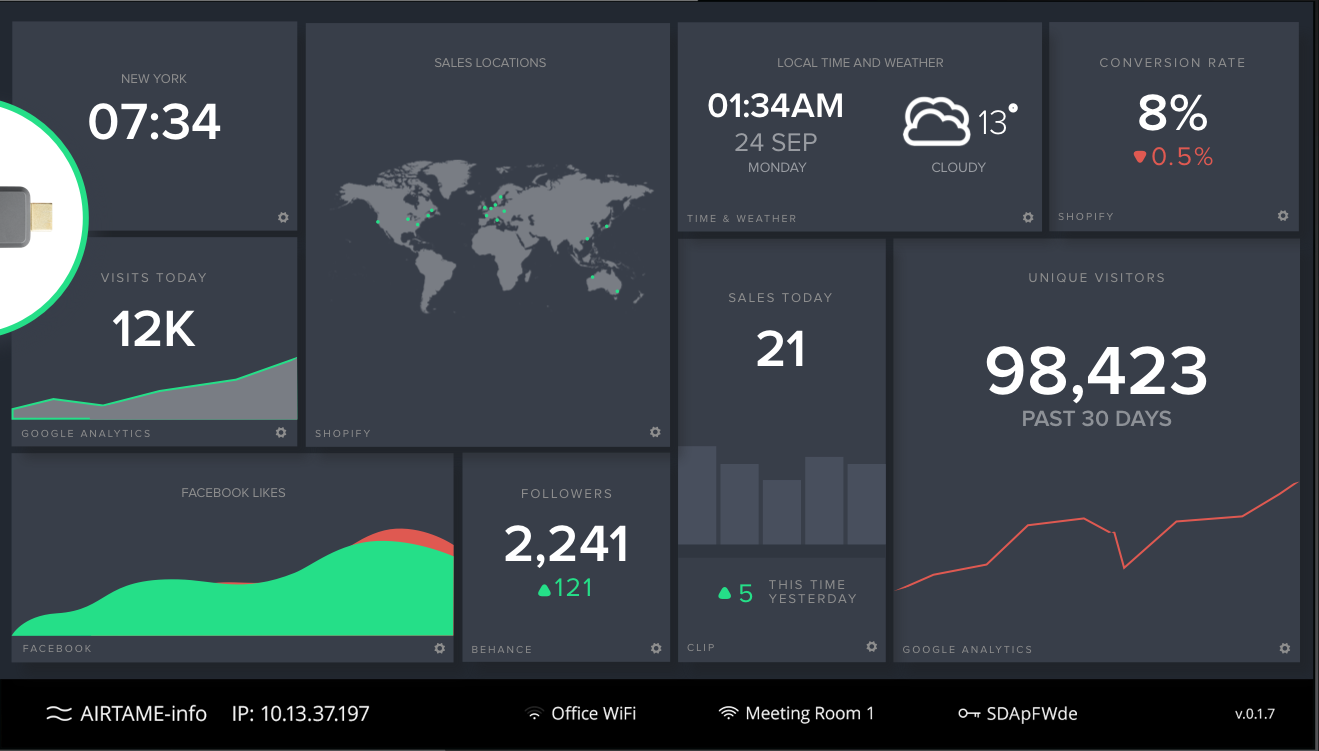 NEW YORK
07:34
SALES LOCATIONS
SHOPIFY
LOCAL TIME AND WEATHER
01:34AM
24 SEP
MONDAY
13°
CLOUDY
TIME & WEATHER
CONVERSION RATE
8%
0.5%
SHOPIFY
VISITS TODAY
12K
GOOGLE ANALYTICS
SALES TODAY
21
5
THIS TIME
YESTERDAY
CLIP
UNIQUE VISITORS
98,423
PAST 30 DAYS
GOOGLE ANALYTICS
FACEBOOK LIKES
FACEBOOK
FOLLOWERS
2,241
121
BEHANCE
AIRTAME-info IP: 10.13.37.197 Office WiFi Meeting Room 1 SDApFWde v.0.1.7